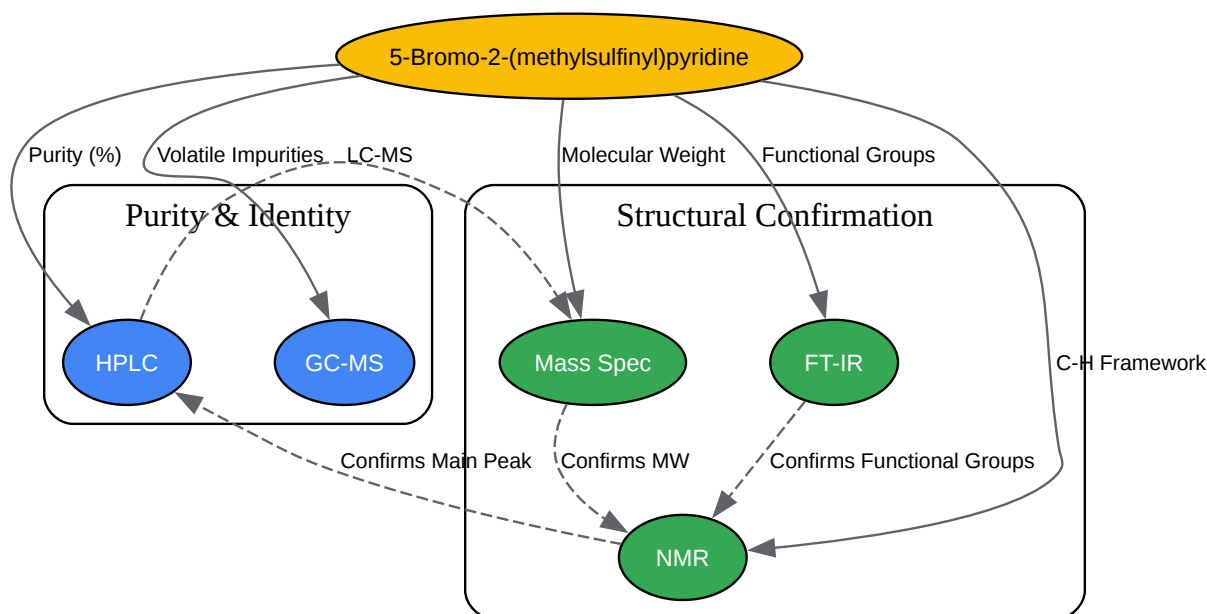 5-Bromo-2-(methylsulfinyl)pyridine
Purity (%)
Volatile Impurities
LC-MS
Molecular Weight
Functional Groups
Purity & Identity
Structural Confirmation
HPLC
GC-MS
Mass Spec
FT-IR
C-H Framework
Confirms Main Peak
Confirms MW
Confirms Functional Groups
NMR